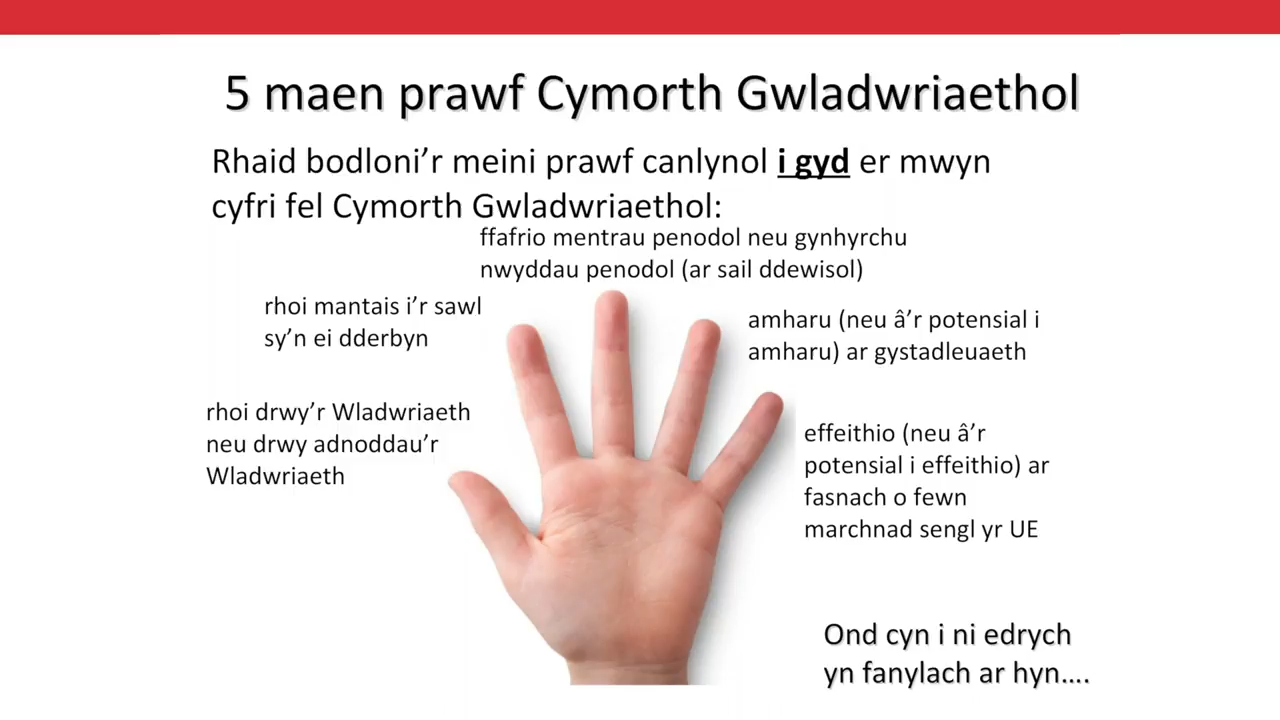 5 maen prawf Cymorth Gwladwriaethol
Rhaid bodloni’r meini prawf canlynol i gyd er mwyn
cyfri fel Cymorth Gwladwriaethol:
ffafrio mentrau penodol neu gynhyrchu
nwyddau penodol (ar sail ddewisol)
rhoi mantais i’r sawl
sy’n ei dderbyn
amharu (neu â’r potensial i
amharu) ar gystadleuaeth
rhoi drwy’r Wladwriaeth
neu drwy adnoddau’r
Wladwriaeth
effeithio (neu â’r
potensial i effeithio) ar
fasnach o fewn
marchnad sengl yr UE
Ond cyn i ni edrych
yn fanylach ar hyn....